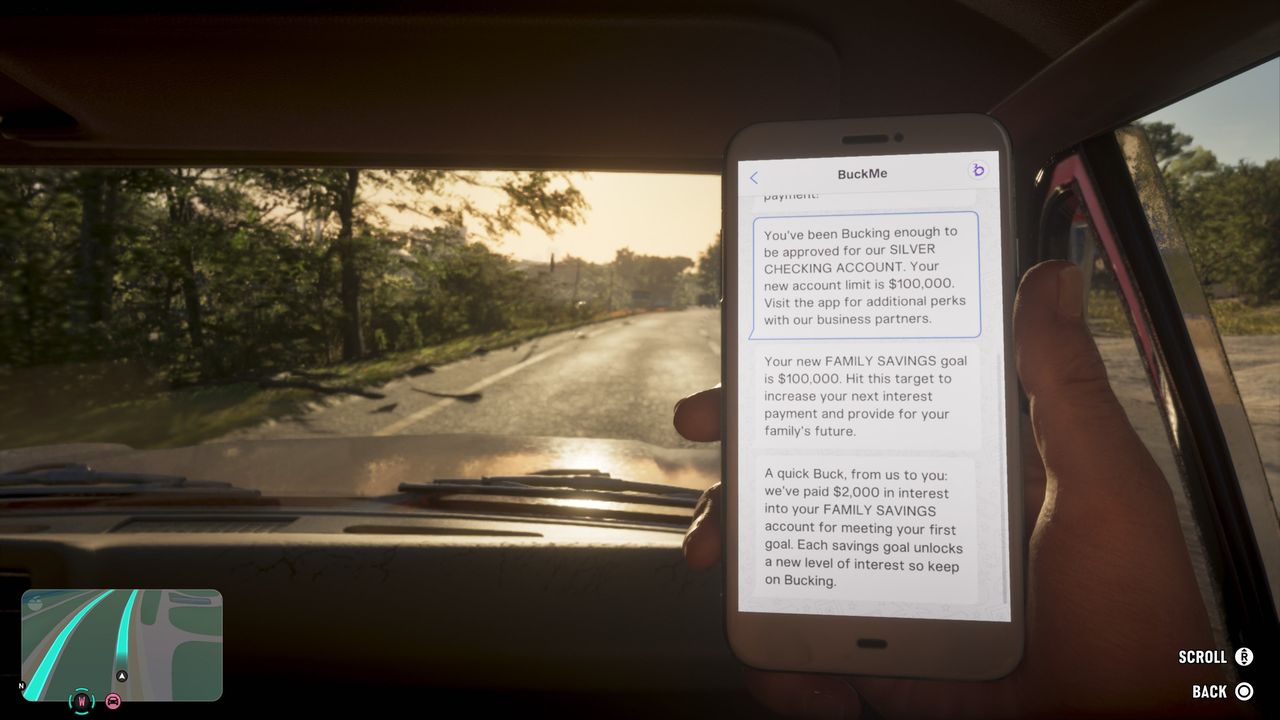 BuckMe
payment.
You've been Bucking enough to
be approved for our SILVER
CHECKING ACCOUNT. Your
new account limit is $100,000.
Visit the app for additional perks
with our business partners.
Your new FAMILY SAVINGS goal
is $100,000. Hit this target to
increase your next interest
payment and provide for your
family's future.
A quick Buck, from us to you:
we've paid $2,000 in interest
into your FAMILY SAVINGS
account for meeting your first
goal. Each savings goal unlocks
a new level of interest so keep
on Bucking.
N
W
SCROLL R
BACK